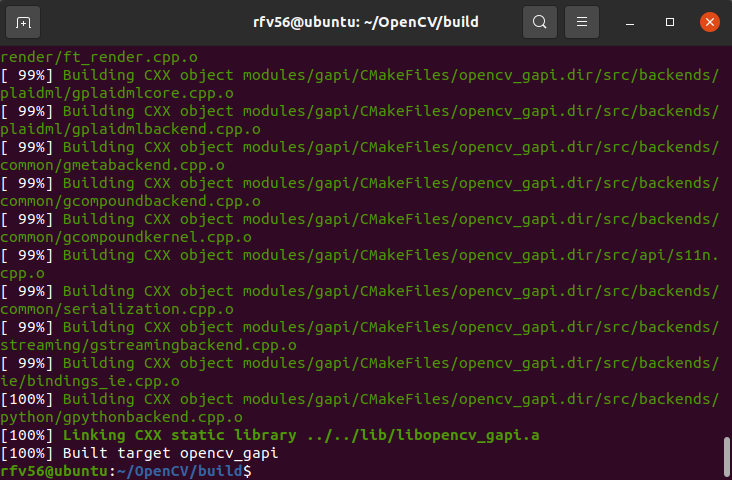 rfv56@ubuntu: ~/OpenCV/build
render/ft_render.cpp.o
[ 99%] Building CXX object modules/gapi/CMakeFiles/opencv_gapi.dir/src/backends/
plaidml/gplaidmlcore.cpp.o
[ 99%] Building CXX object modules/gapi/CMakeFiles/opencv_gapi.dir/src/backends/
plaidml/gplaidmlbackend.cpp.o
[ 99%] Building CXX object modules/gapi/CMakeFiles/opencv_gapi.dir/src/backends/
common/gmetabackend.cpp.o
[ 99%] Building CXX object modules/gapi/CMakeFiles/opencv_gapi.dir/src/backends/
common/gcompoundbackend.cpp.o
[ 99%] Building CXX object modules/gapi/CMakeFiles/opencv_gapi.dir/src/backends/
common/gcompoundkernel.cpp.o
[ 99%] Building CXX object modules/gapi/CMakeFiles/opencv_gapi.dir/src/api/s11n.
cpp.o
[ 99%] Building CXX object modules/gapi/CMakeFiles/opencv_gapi.dir/src/backends/
common/serialization.cpp.o
[ 99%] Building CXX object modules/gapi/CMakeFiles/opencv_gapi.dir/src/backends/
streaming/gstreamingbackend.cpp.o
[ 99%] Building CXX object modules/gapi/CMakeFiles/opencv_gapi.dir/src/backends/
ie/bindings_ie.cpp.o
[100%] Building CXX object modules/gapi/CMakeFiles/opencv_gapi.dir/src/backends/
python/gpythonbackend.cpp.o
[100%] Linking CXX static library ../../lib/libopencv_gapi.a
[100%] Built target opencv_gapi
rfv56@ubuntu:~/OpenCV/build$